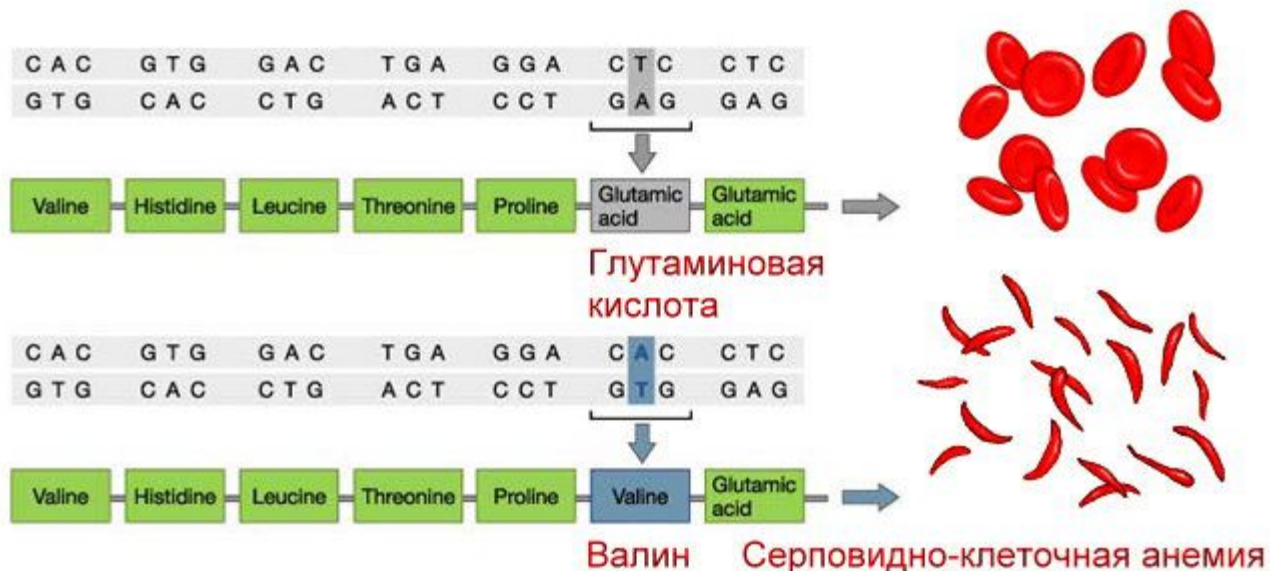 CAC GTG GAC TGA GGA CTC CTC
GTG CAC CTG ACT CCT GAG GAG
Valine Histidine Leucine Threonine Proline Glutamic acid Glutamic acid
Глутаминовая
кислота
CAC GTG GAC TGA GGA CAC CTC
GTG CAC CTG ACT CCT GTG GAG
Valine Histidine Leucine Threonine Proline Valine Glutamic acid
Валин Серповидно-клеточная анемия